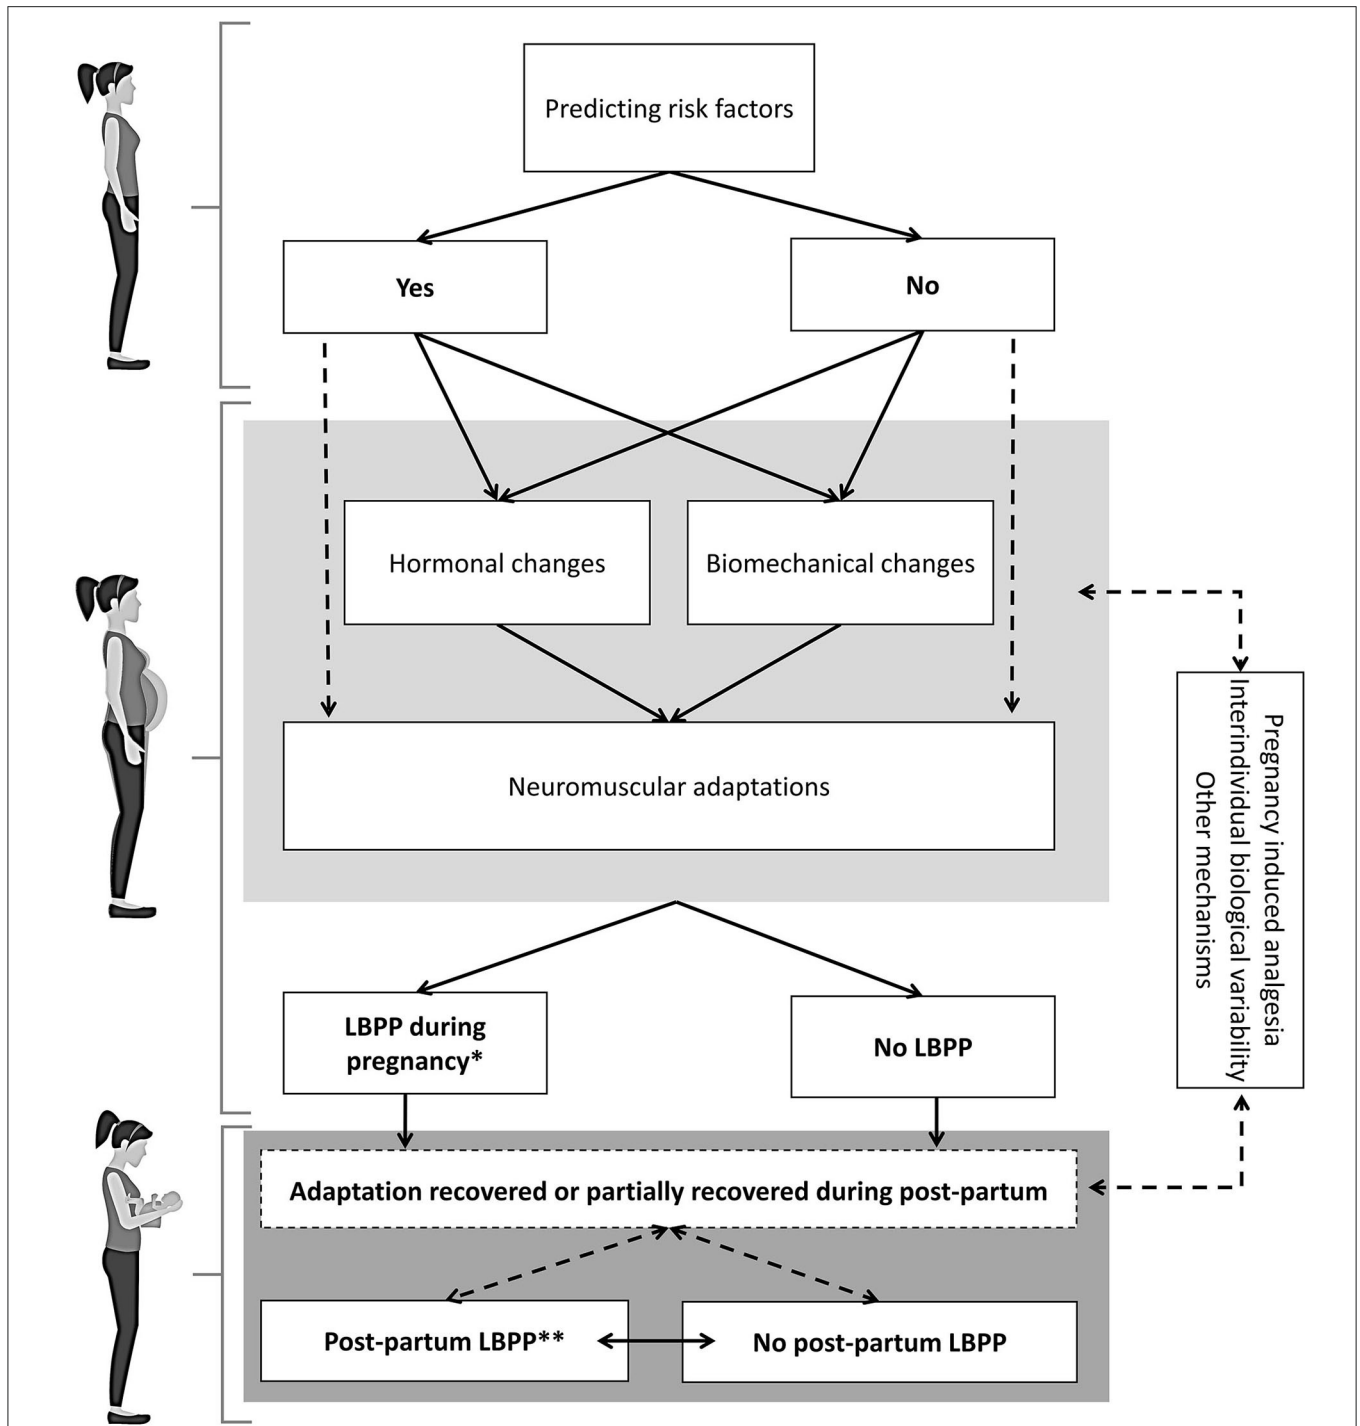 Predicting risk factors
Yes
No
Hormonal changes
Biomechanical changes
Neuromuscular adaptations
Pregnancy induced analgesia
Interindividual biological variability
Other mechanisms
LBPP during
pregnancy*
No LBPP
Adaptation recovered or partially recovered during post-partum
Post-partum LBPP**
No post-partum LBPP